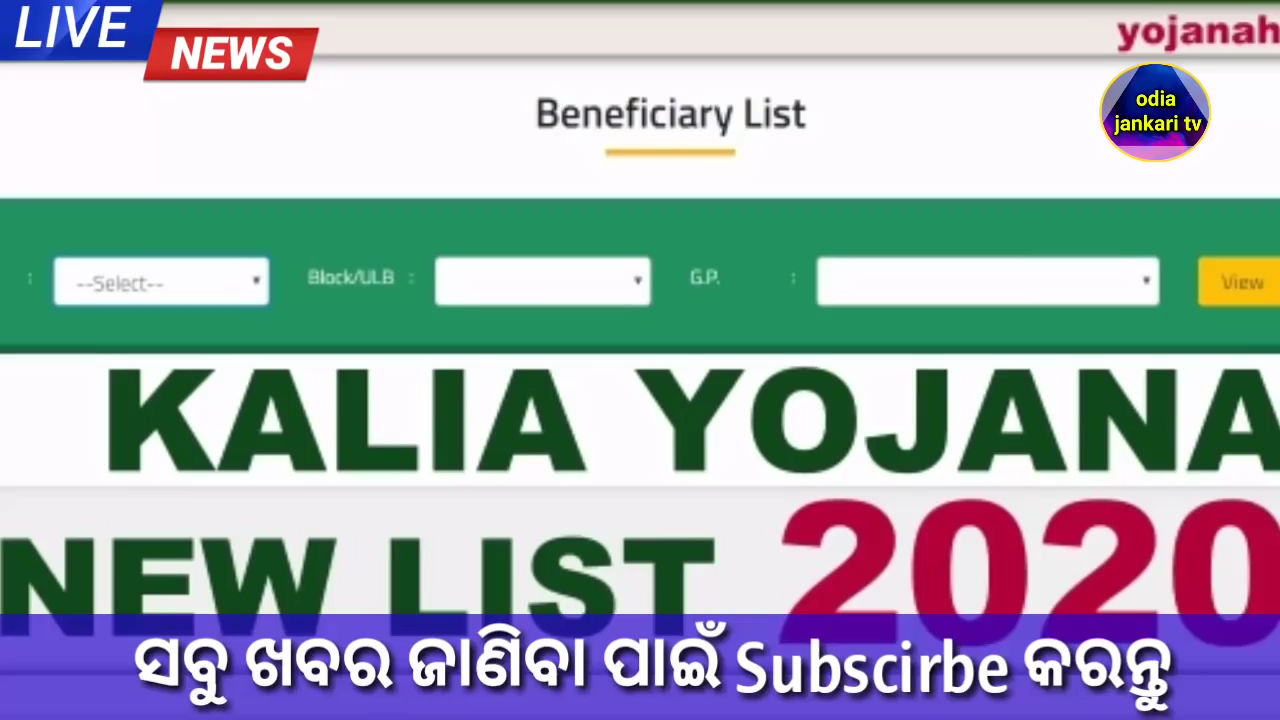 LIVE
NEWS
yojanah
odia
jankari tv
Beneficiary List
: --Select-- Block/ULB : G.P. : View
KALIA YOJANA
NEW LIST 2020
ସବୁ ଖବର ଜାଣିବା ପାଇଁ Subscirbe କରନ୍ତୁ